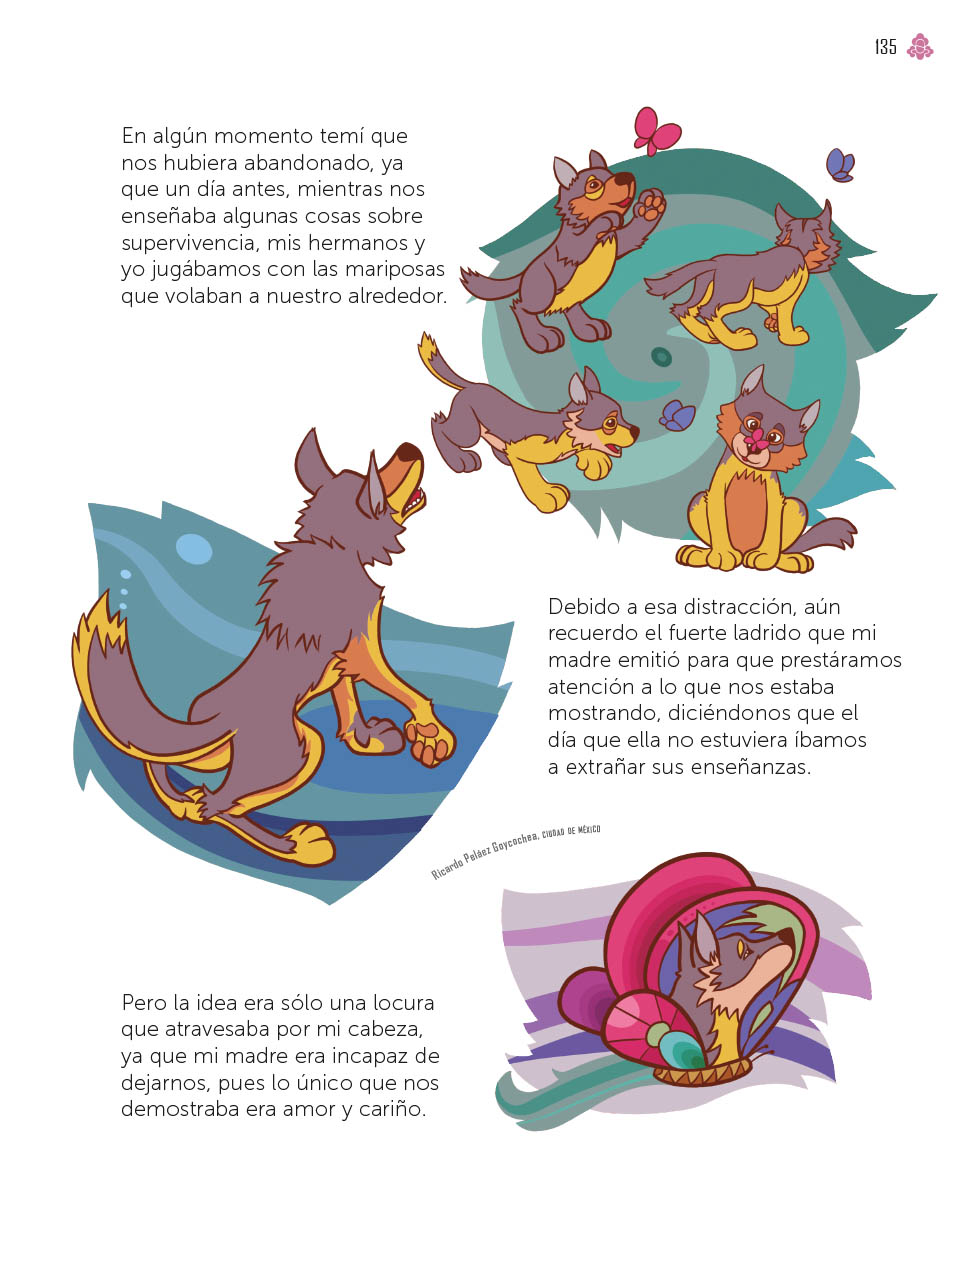 135
En algún momento temí que
nos hubiera abandonado, ya
que un día antes, mientras nos
enseñaba algunas cosas sobre
supervivencia, mis hermanos y
yo jugábamos con las mariposas
que volaban a nuestro alrededor.
Debido a esa distracción, aún
recuerdo el fuerte ladrido que mi
madre emitió para que prestáramos
atención a lo que nos estaba
mostrando, diciéndonos que el
día que ella no estuviera íbamos
a extrañar sus enseñanzas.
Ricardo Peláez Goycochea, CIUDAD DE MÉXICO
Pero la idea era sólo una locura
que atravesaba por mi cabeza,
ya que mi madre era incapaz de
dejarnos, pues lo único que nos
demostraba era amor y cariño.